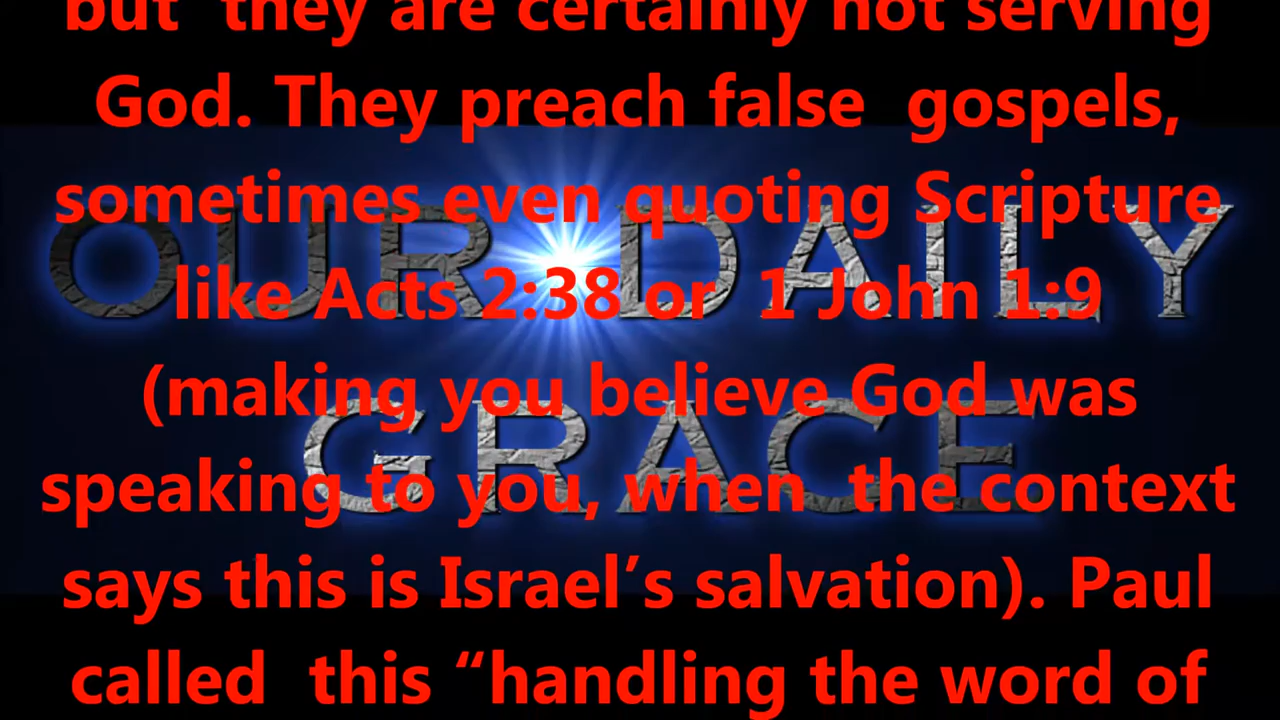 but they are certainly not serving
God. They preach false gospels,
sometimes even quoting Scripture
like Acts 2:38 or 1 John 1:9
(making you believe God was
speaking to you, when the context
says this is Israel’s salvation). Paul
called this “handling the word of
OUR DAILY
GRACE